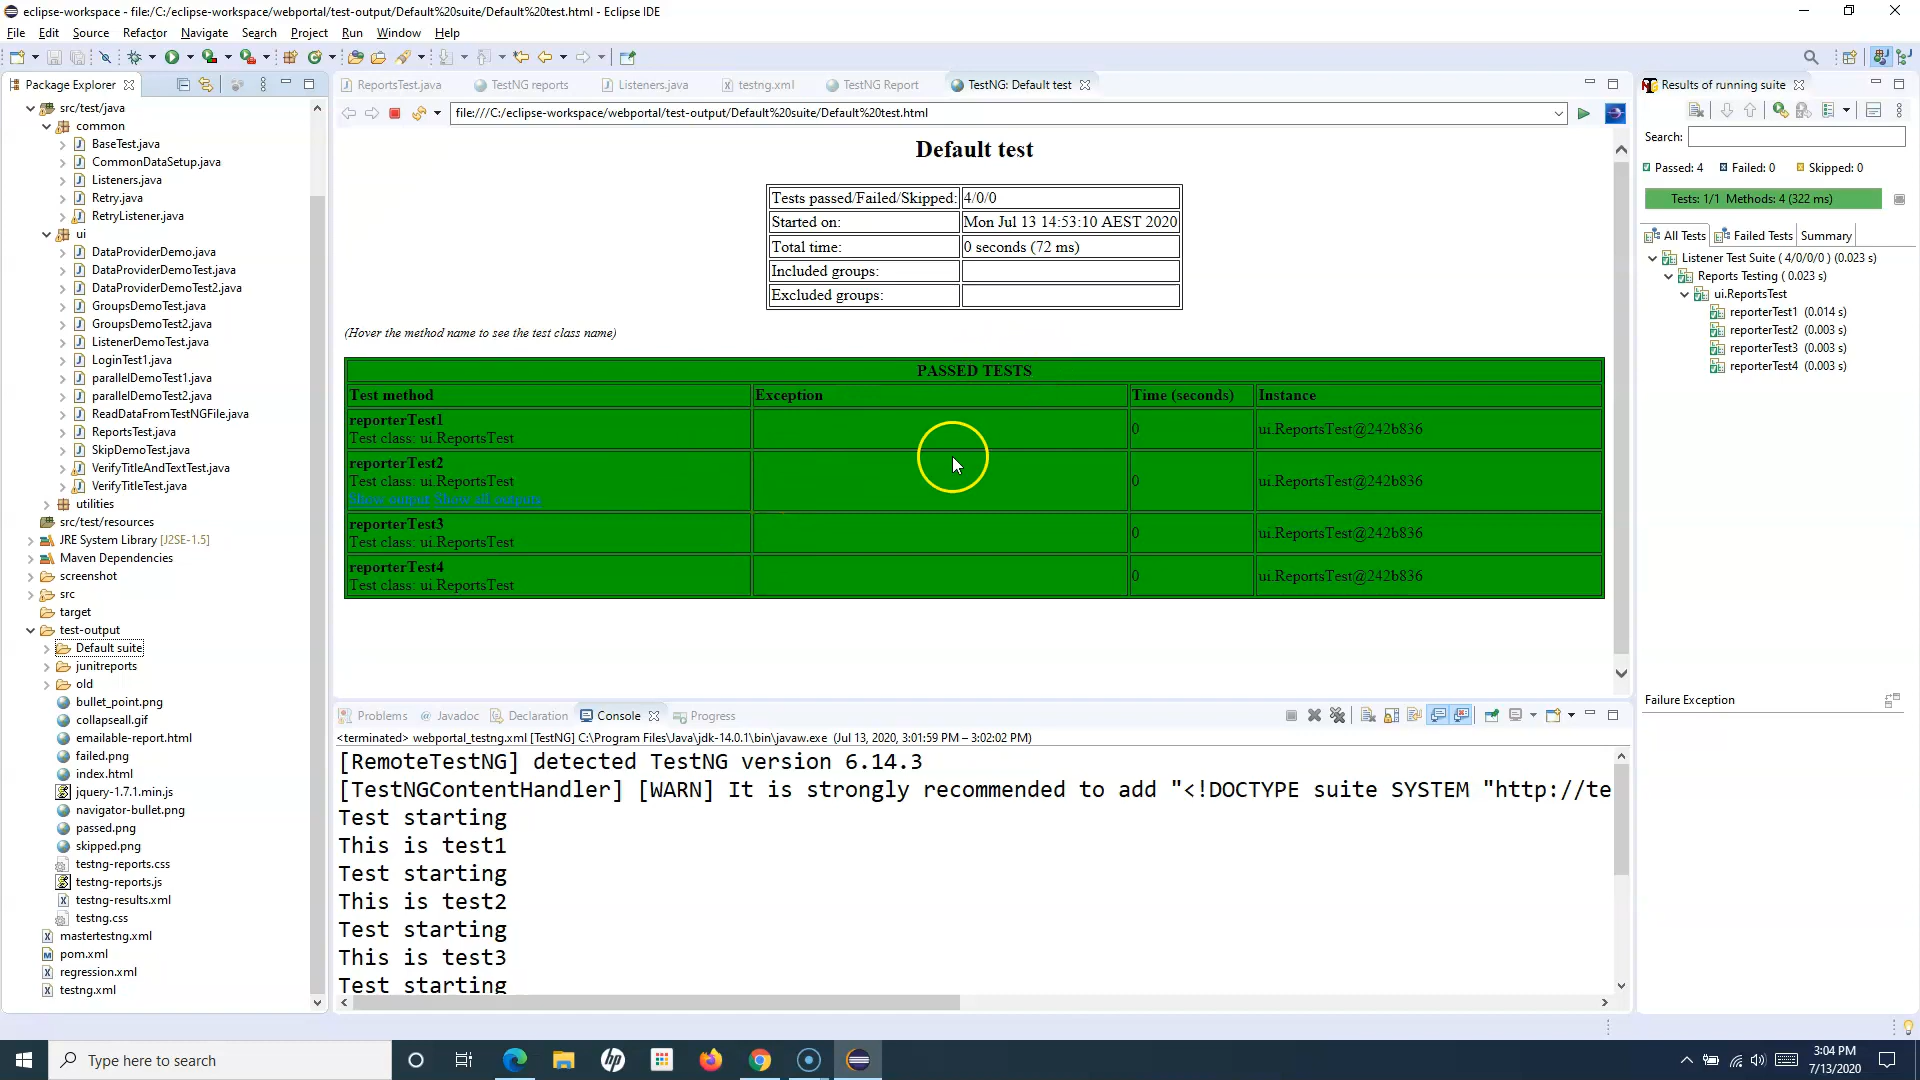 eclipse-workspace - file:/C:/eclipse-workspace/webportal/test-output/Default%20suite/Default%20test.html - Eclipse IDE
File Edit Source Refactor Navigate Search Project Run Window Help
Package Explorer
src/test/java
common
BaseTest.java
CommonDataSetup.java
Listeners.java
Retry.java
RetryListener.java
ui
DataProviderDemo.java
DataProviderDemoTest.java
DataProviderDemoTest2.java
GroupsDemoTest.java
GroupsDemoTest2.java
ListenerDemoTest.java
LoginTest1.java
parallelDemoTest1.java
parallelDemoTest2.java
ReadDataFromTestNGFile.java
ReportsTest.java
SkipDemoTest.java
VerifyTitleAndTextTest.java
VerifyTitleTest.java
utilities
src/test/resources
JRE System Library [J2SE-1.5]
Maven Dependencies
screenshot
src
target
test-output
Default suite
junitreports
old
bullet_point.png
collapseall.gif
emailable-report.html
failed.png
index.html
jquery-1.7.1.min.js
navigator-bullet.png
passed.png
skipped.png
testng-reports.css
testng-reports.js
testng-results.xml
testng.css
mastertestng.xml
pom.xml
regression.xml
testng.xml
ReportsTest.java TestNG reports Listeners.java testng.xml TestNG Report TestNG: Default test
file:///C:/eclipse-workspace/webportal/test-output/Default%20suite/Default%20test.html
Default test
Tests passed/Failed/Skipped: 4/0/0
Started on: Mon Jul 13 14:53:10 AEST 2020
Total time: 0 seconds (72 ms)
Included groups:
Excluded groups:
(Hover the method name to see the test class name)
PASSED TESTS
Test method Exception Time (seconds) Instance
reporterTest1
Test class: ui.ReportsTest 0 ui.ReportsTest@242b836
reporterTest2
Test class: ui.ReportsTest 0 ui.ReportsTest@242b836
Show output Show all outputs
reporterTest3
Test class: ui.ReportsTest 0 ui.ReportsTest@242b836
reporterTest4
Test class: ui.ReportsTest 0 ui.ReportsTest@242b836
Problems Javadoc Declaration Console Progress
<terminated> webportal_testng.xml [TestNG] C:\Program Files\Java\jdk-14.0.1\bin\javaw.exe (Jul 13, 2020, 3:01:59 PM – 3:02:02 PM)
[RemoteTestNG] detected TestNG version 6.14.3
[TestNGContentHandler] [WARN] It is strongly recommended to add "<!DOCTYPE suite SYSTEM "http://te
Test starting
This is test1
Test starting
This is test2
Test starting
This is test3
Test starting
Results of running suite
Search:
Passed: 4 Failed: 0 Skipped: 0
Tests: 1/1 Methods: 4 (322 ms)
All Tests Failed Tests Summary
Listener Test Suite ( 4/0/0/0 ) (0.023 s)
Reports Testing ( 0.023 s)
ui.ReportsTest
reporterTest1 (0.014 s)
reporterTest2 (0.003 s)
reporterTest3 (0.003 s)
reporterTest4 (0.003 s)
Failure Exception
Type here to search
hp
3:04 PM
7/13/2020